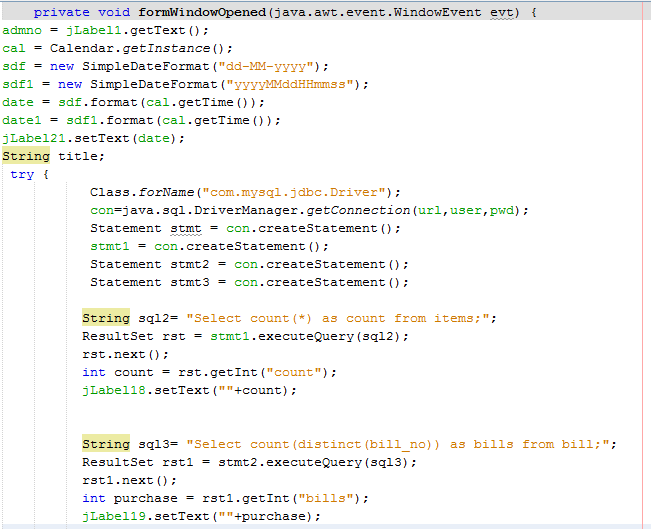 private void formWindowOpened(java.awt.event.WindowEvent evt) {
admno = jLabel1.getText();
cal = Calendar.getInstance();
sdf = new SimpleDateFormat("dd-MM-yyyy");
sdf1 = new SimpleDateFormat("yyyyMMddHHmmss");
date = sdf.format(cal.getTime());
date1 = sdf1.format(cal.getTime());
jLabel21.setText(date);
String title;
try {
Class.forName("com.mysql.jdbc.Driver");
con=java.sql.DriverManager.getConnection(url,user,pwd);
Statement stmt = con.createStatement();
stmt1 = con.createStatement();
Statement stmt2 = con.createStatement();
Statement stmt3 = con.createStatement();
String sql2= "Select count(*) as count from items;";
ResultSet rst = stmt1.executeQuery(sql2);
rst.next();
int count = rst.getInt("count");
jLabel18.setText(""+count);
String sql3= "Select count(distinct(bill_no)) as bills from bill;";
ResultSet rst1 = stmt2.executeQuery(sql3);
rst1.next();
int purchase = rst1.getInt("bills");
jLabel19.setText(""+purchase);